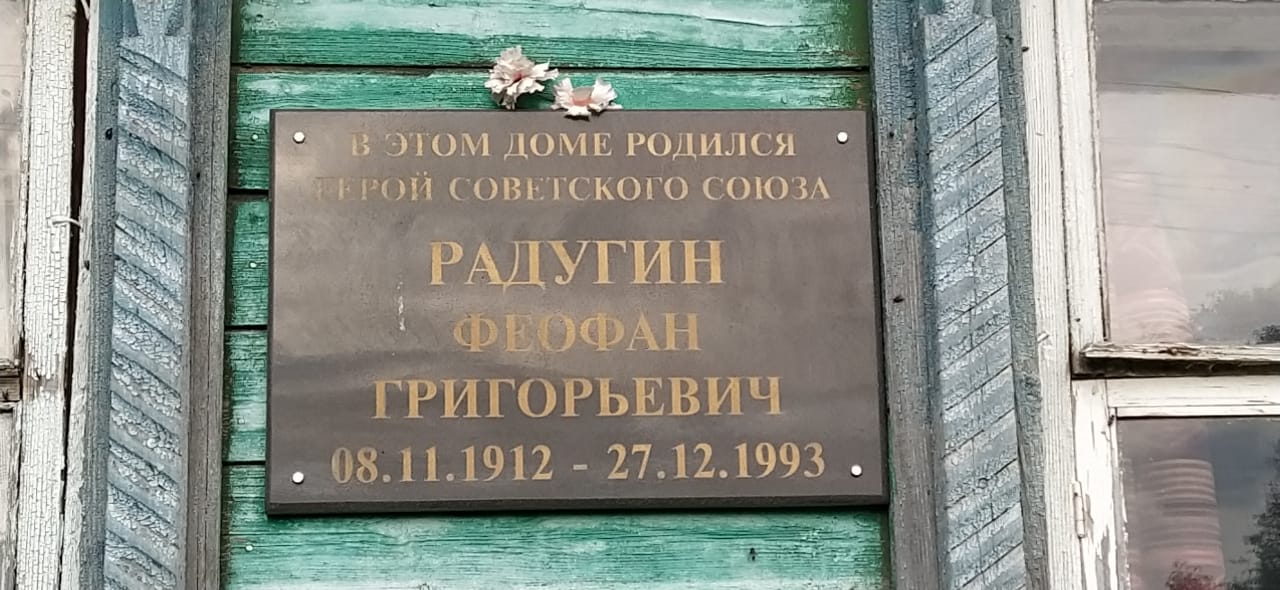 В ЭТОМ ДОМЕ РОДИЛСЯ
ГЕРОЙ СОВЕТСКОГО СОЮЗА
РАДУГИН
ФЕОФАН
ГРИГОРЬЕВИЧ
08.11.1912 - 27.12.1993